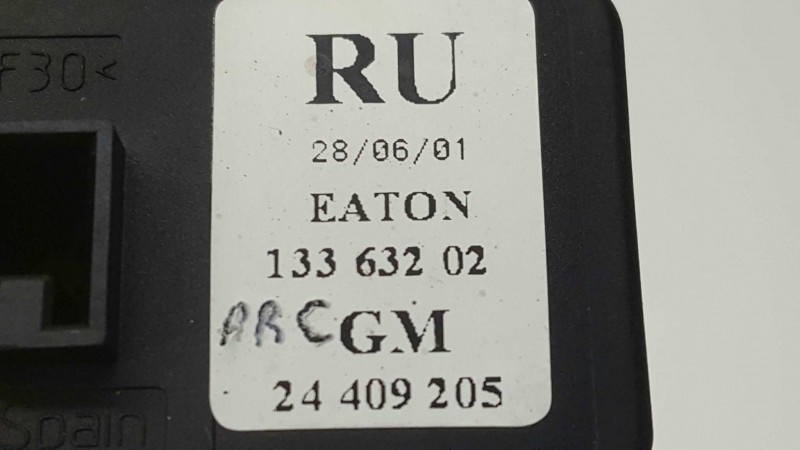 F30<
RU
28/06/01
EATON
133 632 02
ARC GM
24 409 205
Spain